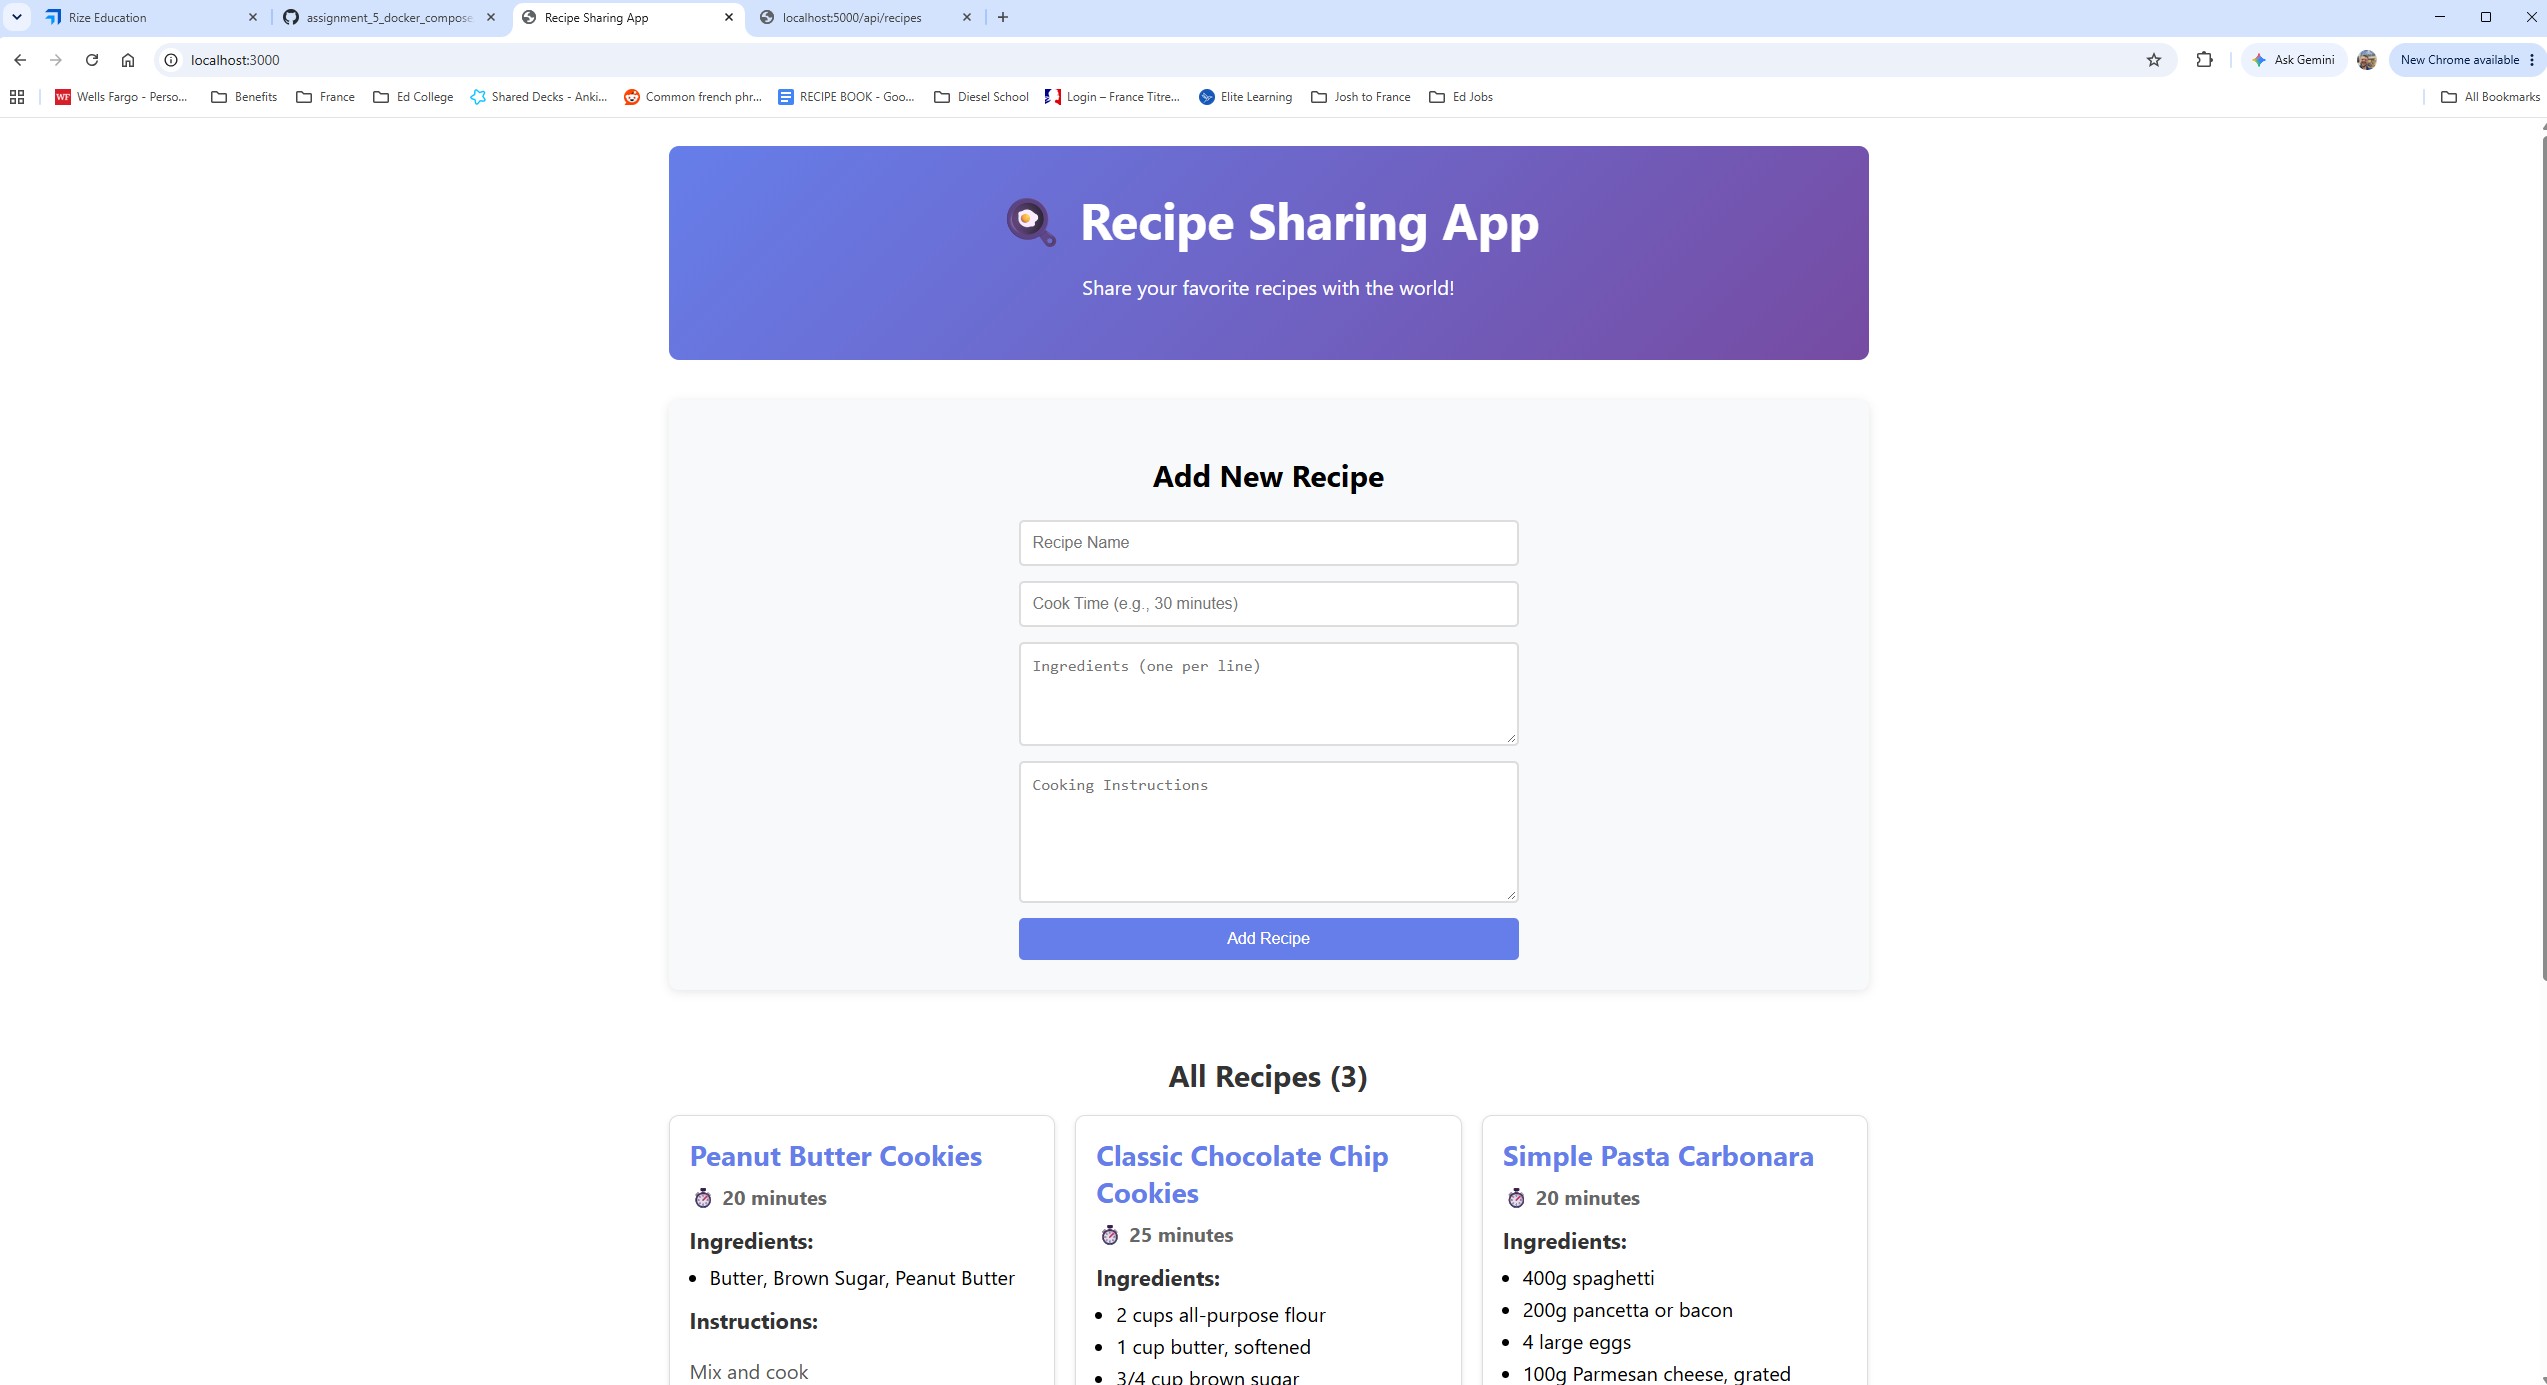 Rize Education
assignment_5_docker_compose
Recipe Sharing App
localhost:5000/api/recipes
localhost:3000
Ask Gemini
New Chrome available
WF
Wells Fargo - Perso...
Benefits
France
Ed College
Shared Decks - Anki...
Common french phr...
RECIPE BOOK - Goo...
Diesel School
Login – France Titre...
Elite Learning
Josh to France
Ed Jobs
All Bookmarks
Recipe Sharing App
Share your favorite recipes with the world!
Add New Recipe
Recipe Name
Cook Time (e.g., 30 minutes)
Ingredients (one per line)
Cooking Instructions
Add Recipe
All Recipes (3)
Peanut Butter Cookies
20 minutes
Ingredients:
• Butter, Brown Sugar, Peanut Butter
Instructions:
Mix and cook
Classic Chocolate Chip
Cookies
25 minutes
Ingredients:
• 2 cups all-purpose flour
• 1 cup butter, softened
• 3/4 cup brown sugar
Simple Pasta Carbonara
20 minutes
Ingredients:
• 400g spaghetti
• 200g pancetta or bacon
• 4 large eggs
• 100g Parmesan cheese, grated